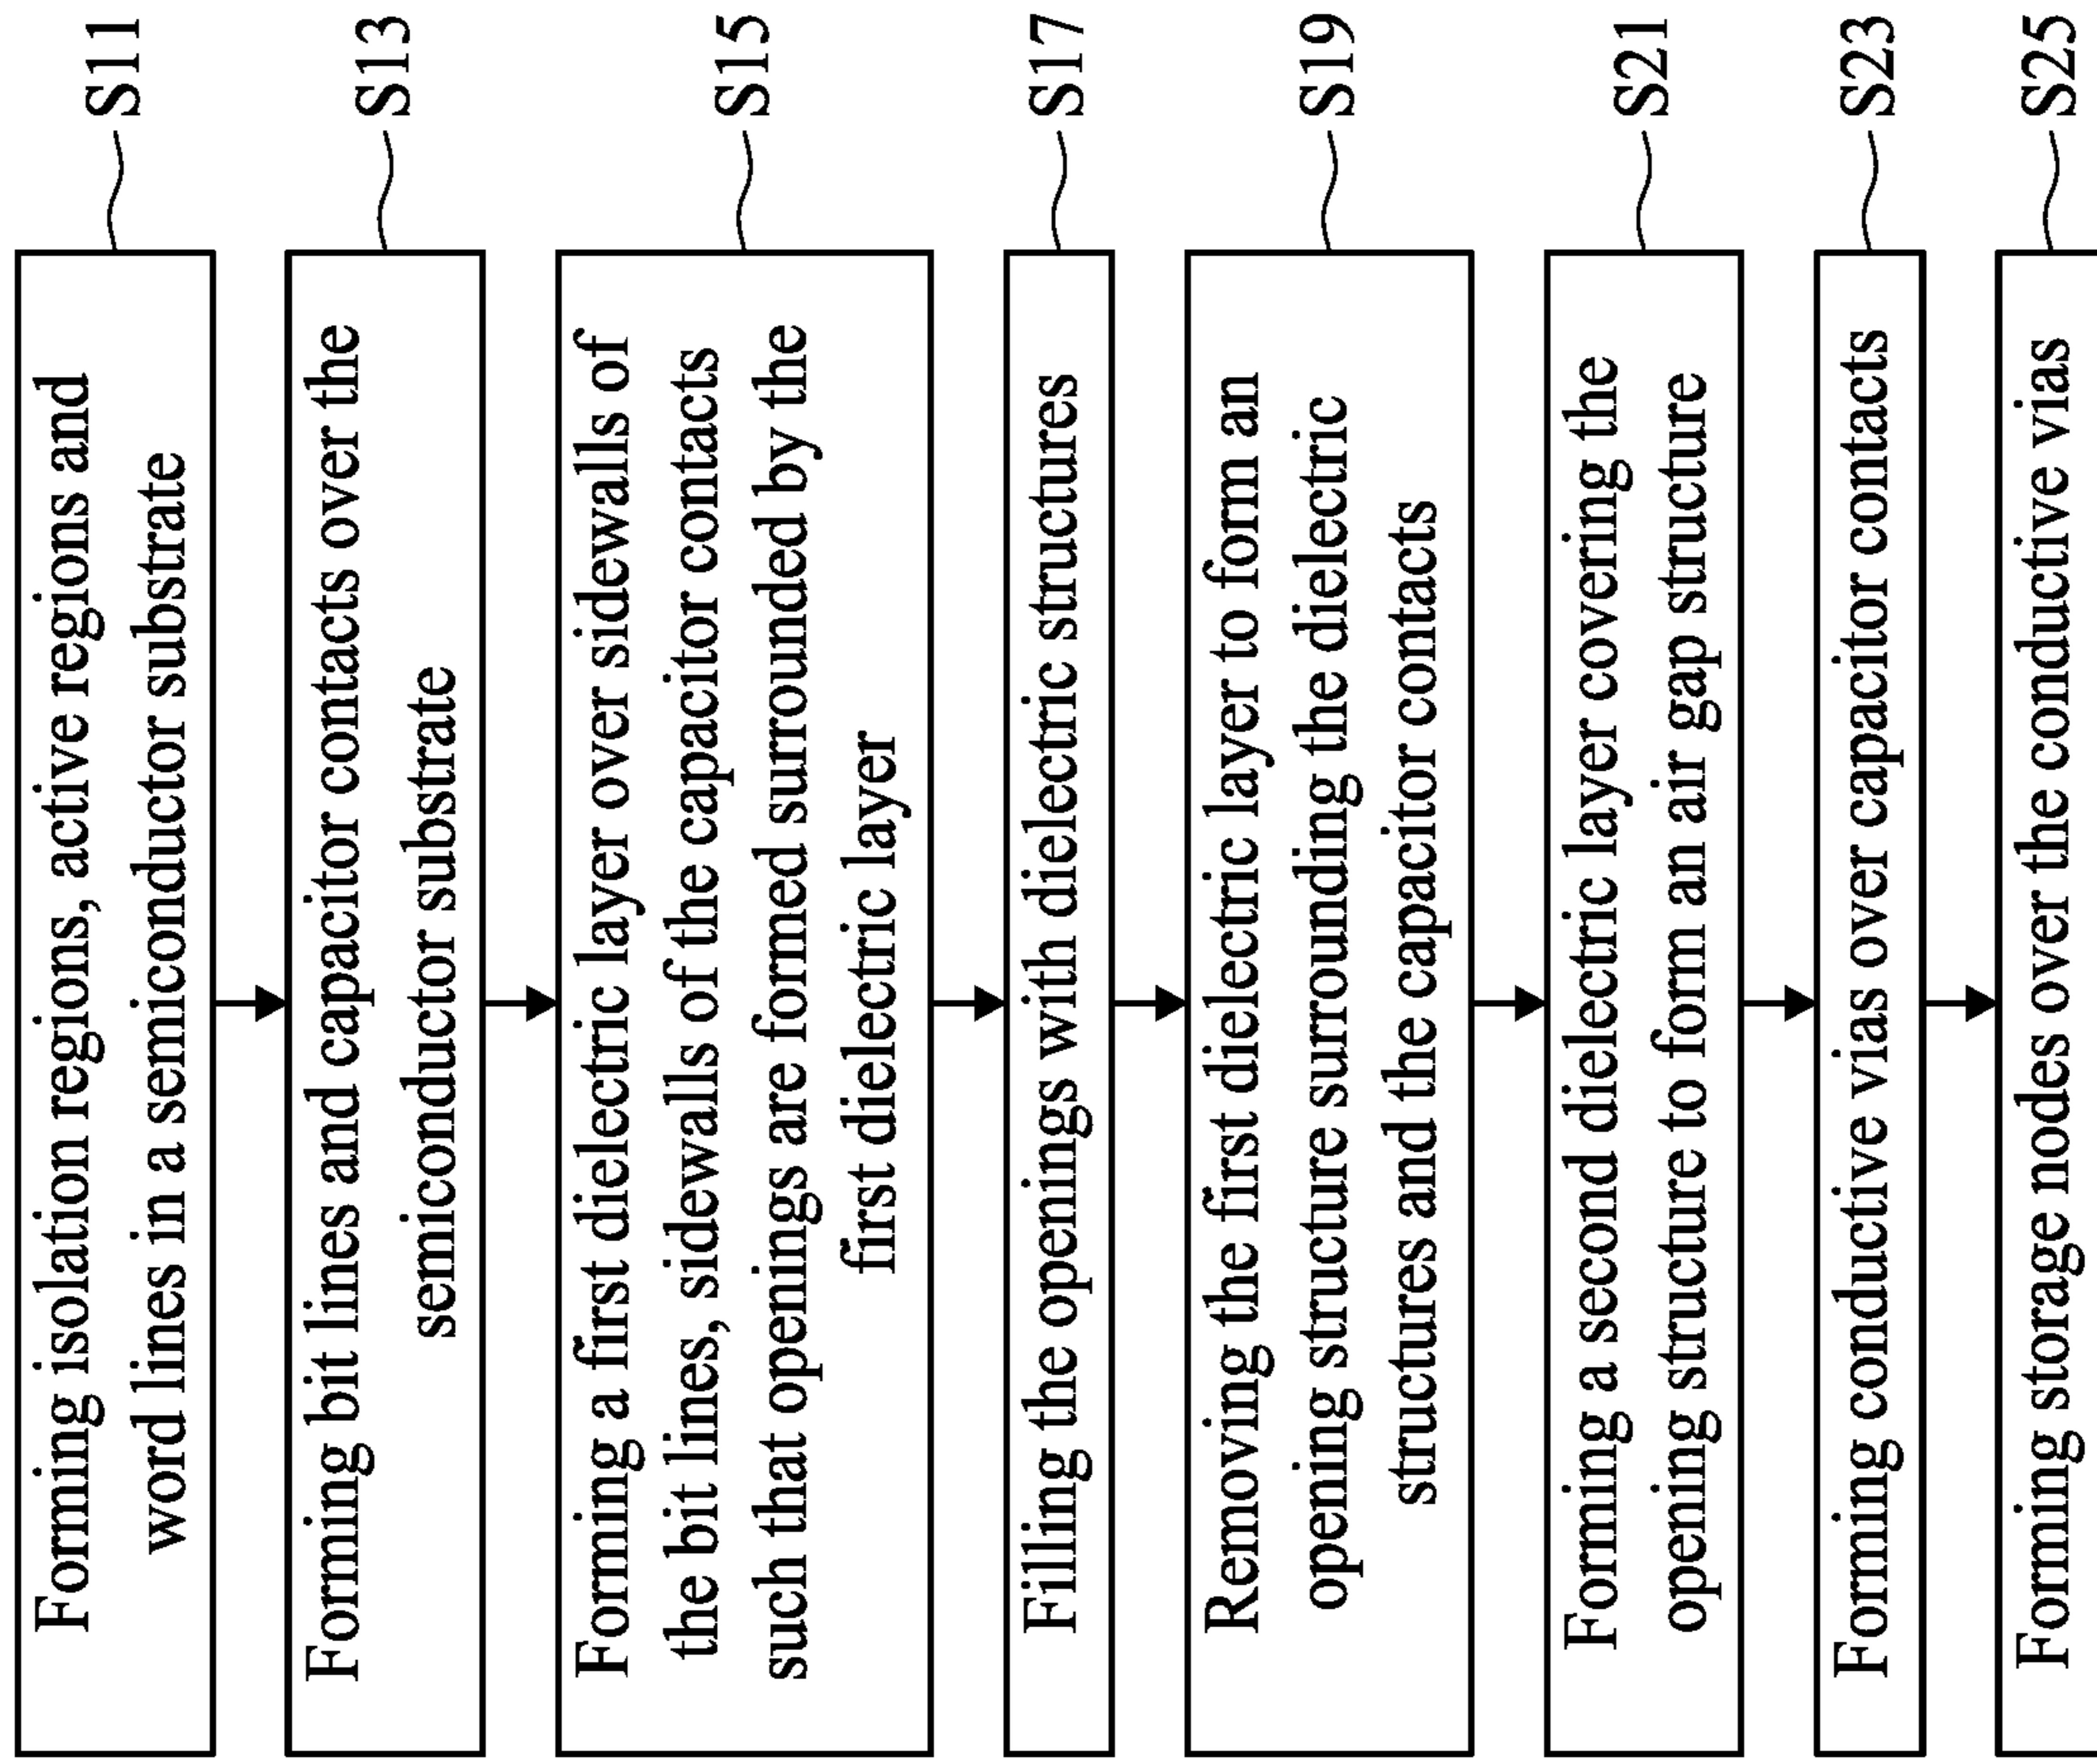 Forming isolation regions, active regions and
word lines in a semiconductor substrate
S11
Forming bit lines and capacitor contacts over the
semiconductor substrate
S13
Forming a first dielectric layer over sidewalls of
the bit lines, sidewalls of the capacitor contacts
such that openings are formed surrounded by the
first dielectric layer
S15
Filling the openings with dielectric structures
S17
Removing the first dielectric layer to form an
opening structure surrounding the dielectric
structures and the capacitor contacts
S19
Forming a second dielectric layer covering the
opening structure to form an air gap structure
S21
Forming conductive vias over capacitor contacts
S23
Forming storage nodes over the conductive vias
S25